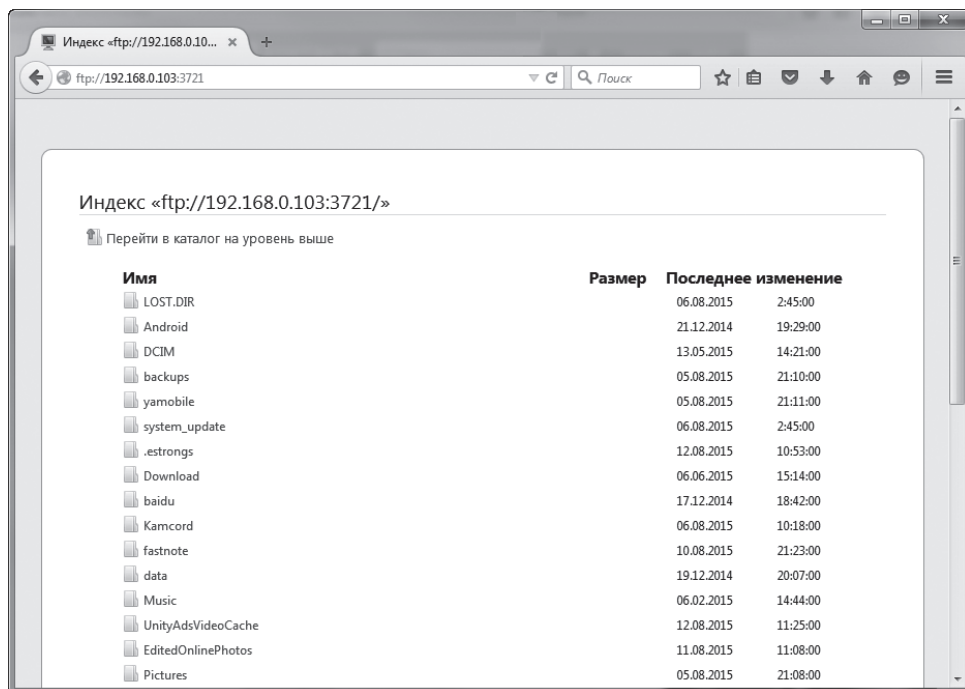 Индекс «ftp://192.168.0.10...
ftp://192.168.0.103:3721
Поиск
Индекс «ftp://192.168.0.103:3721/»
Перейти в каталог на уровень выше
Имя Размер Последнее изменение
LOST.DIR 06.08.2015 2:45:00
Android 21.12.2014 19:29:00
DCIM 13.05.2015 14:21:00
backups 05.08.2015 21:10:00
yamobile 05.08.2015 21:11:00
system_update 06.08.2015 2:45:00
.estrongs 12.08.2015 10:53:00
Download 06.06.2015 15:14:00
baidu 17.12.2014 18:42:00
Kamcord 06.08.2015 10:18:00
fastnote 10.08.2015 21:23:00
data 19.12.2014 20:07:00
Music 06.02.2015 14:44:00
UnityAdsVideoCache 12.08.2015 11:25:00
EditedOnlinePhotos 11.08.2015 11:08:00
Pictures 05.08.2015 21:08:00